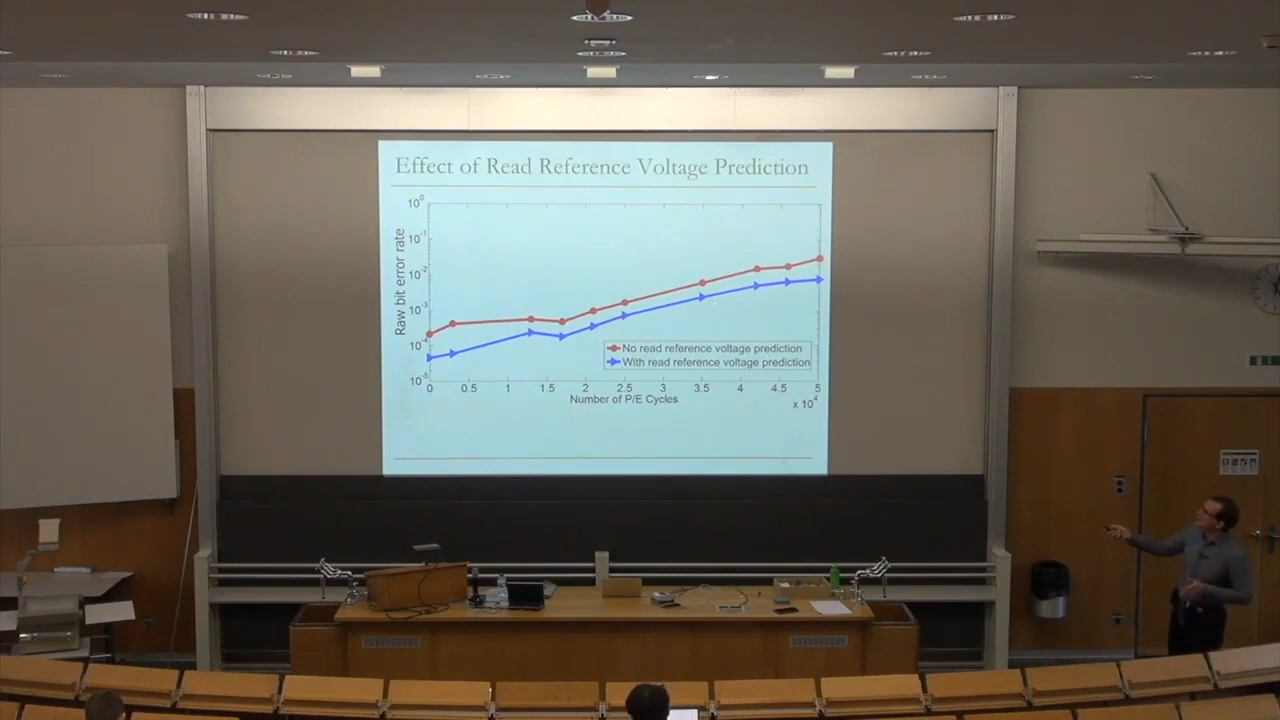 Effect of Read Reference Voltage Prediction
10^0
10^-1
10^-2
10^-3
10^-4
10^-5
Raw bit error rate
No read reference voltage prediction
With read reference voltage prediction
0 0.5 1 1.5 2 2.5 3 3.5 4 4.5 5
Number of P/E Cycles
x 10^4